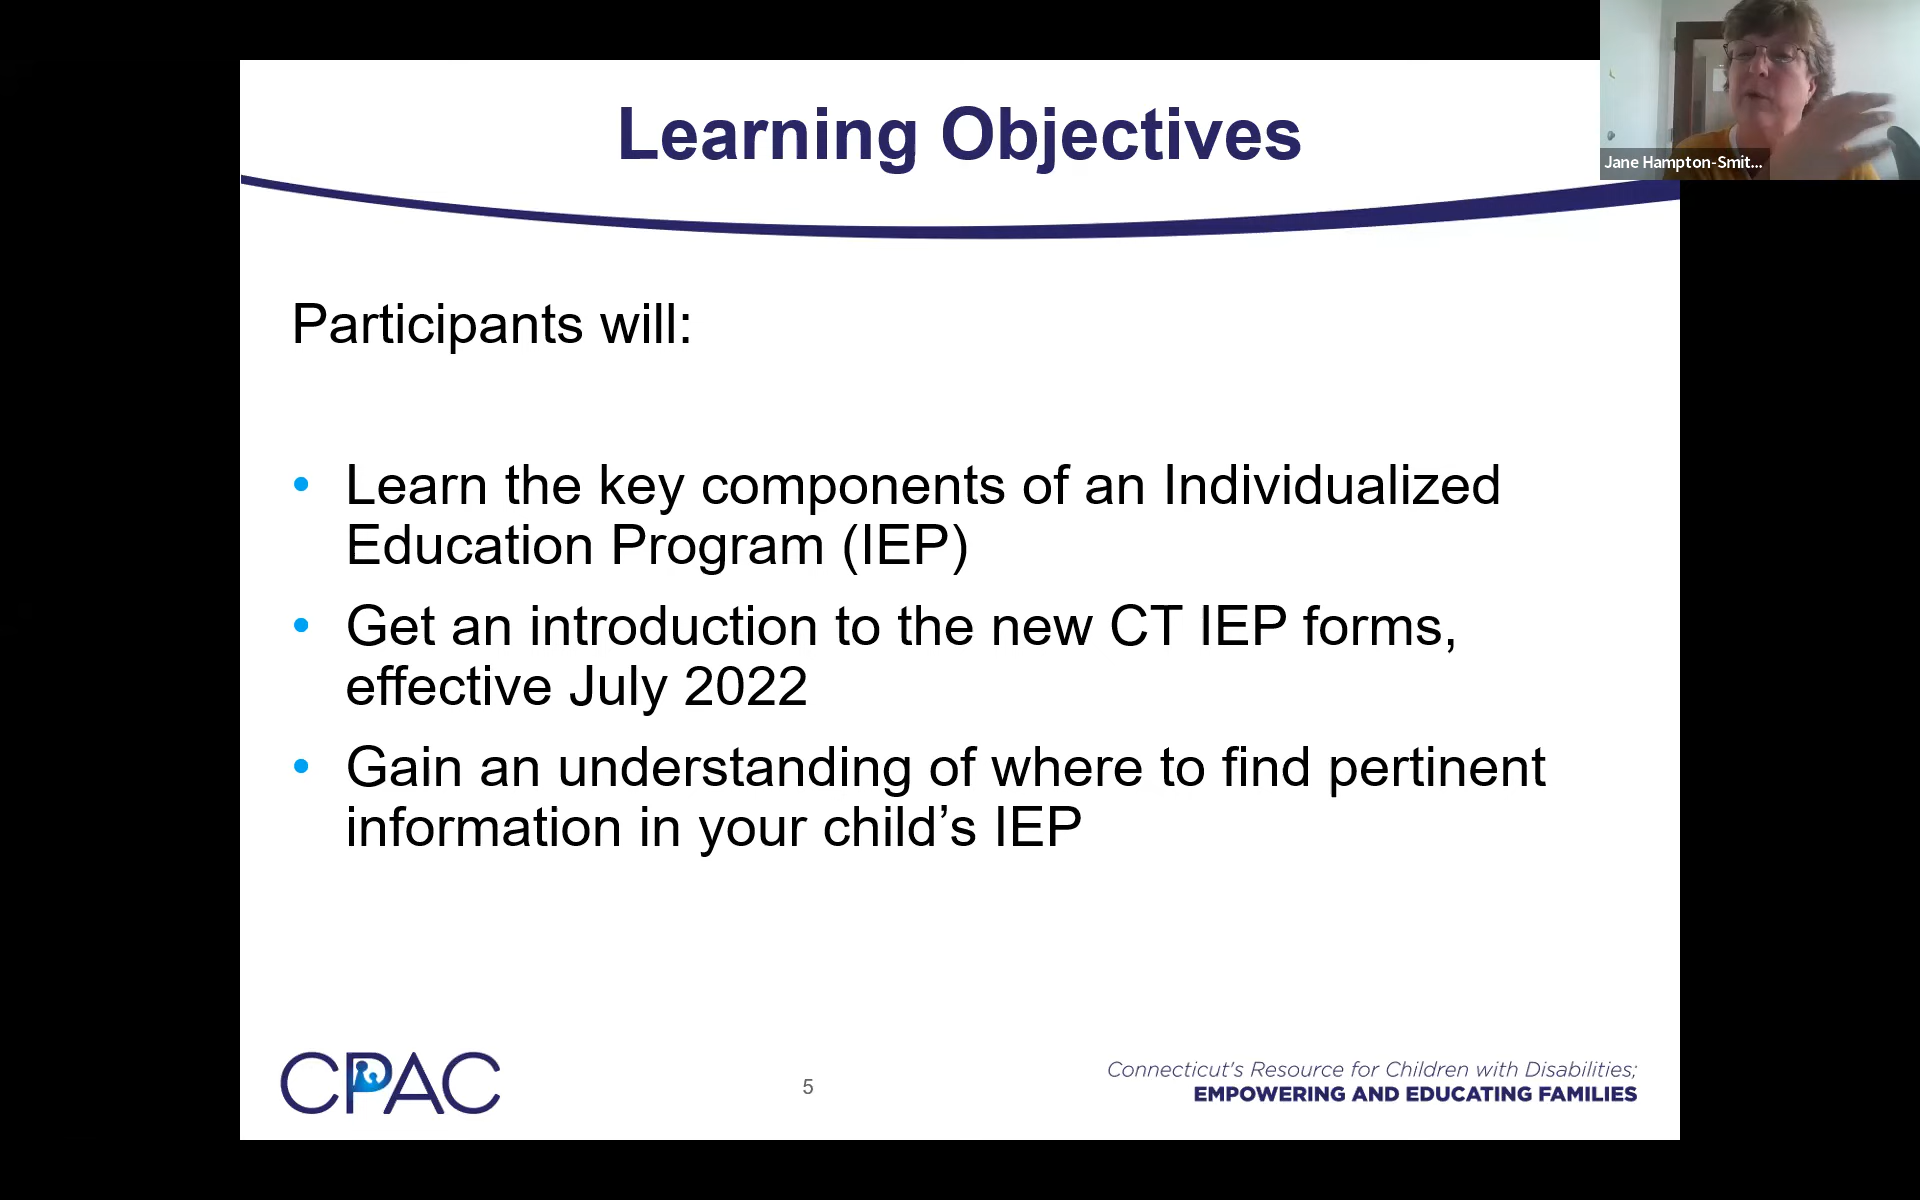 Learning Objectives
Jane Hampton-Smit...
Participants will:
• Learn the key components of an Individualized
Education Program (IEP)
• Get an introduction to the new CT IEP forms,
effective July 2022
• Gain an understanding of where to find pertinent
information in your child’s IEP
CPAC
5
Connecticut's Resource for Children with Disabilities;
EMPOWERING AND EDUCATING FAMILIES